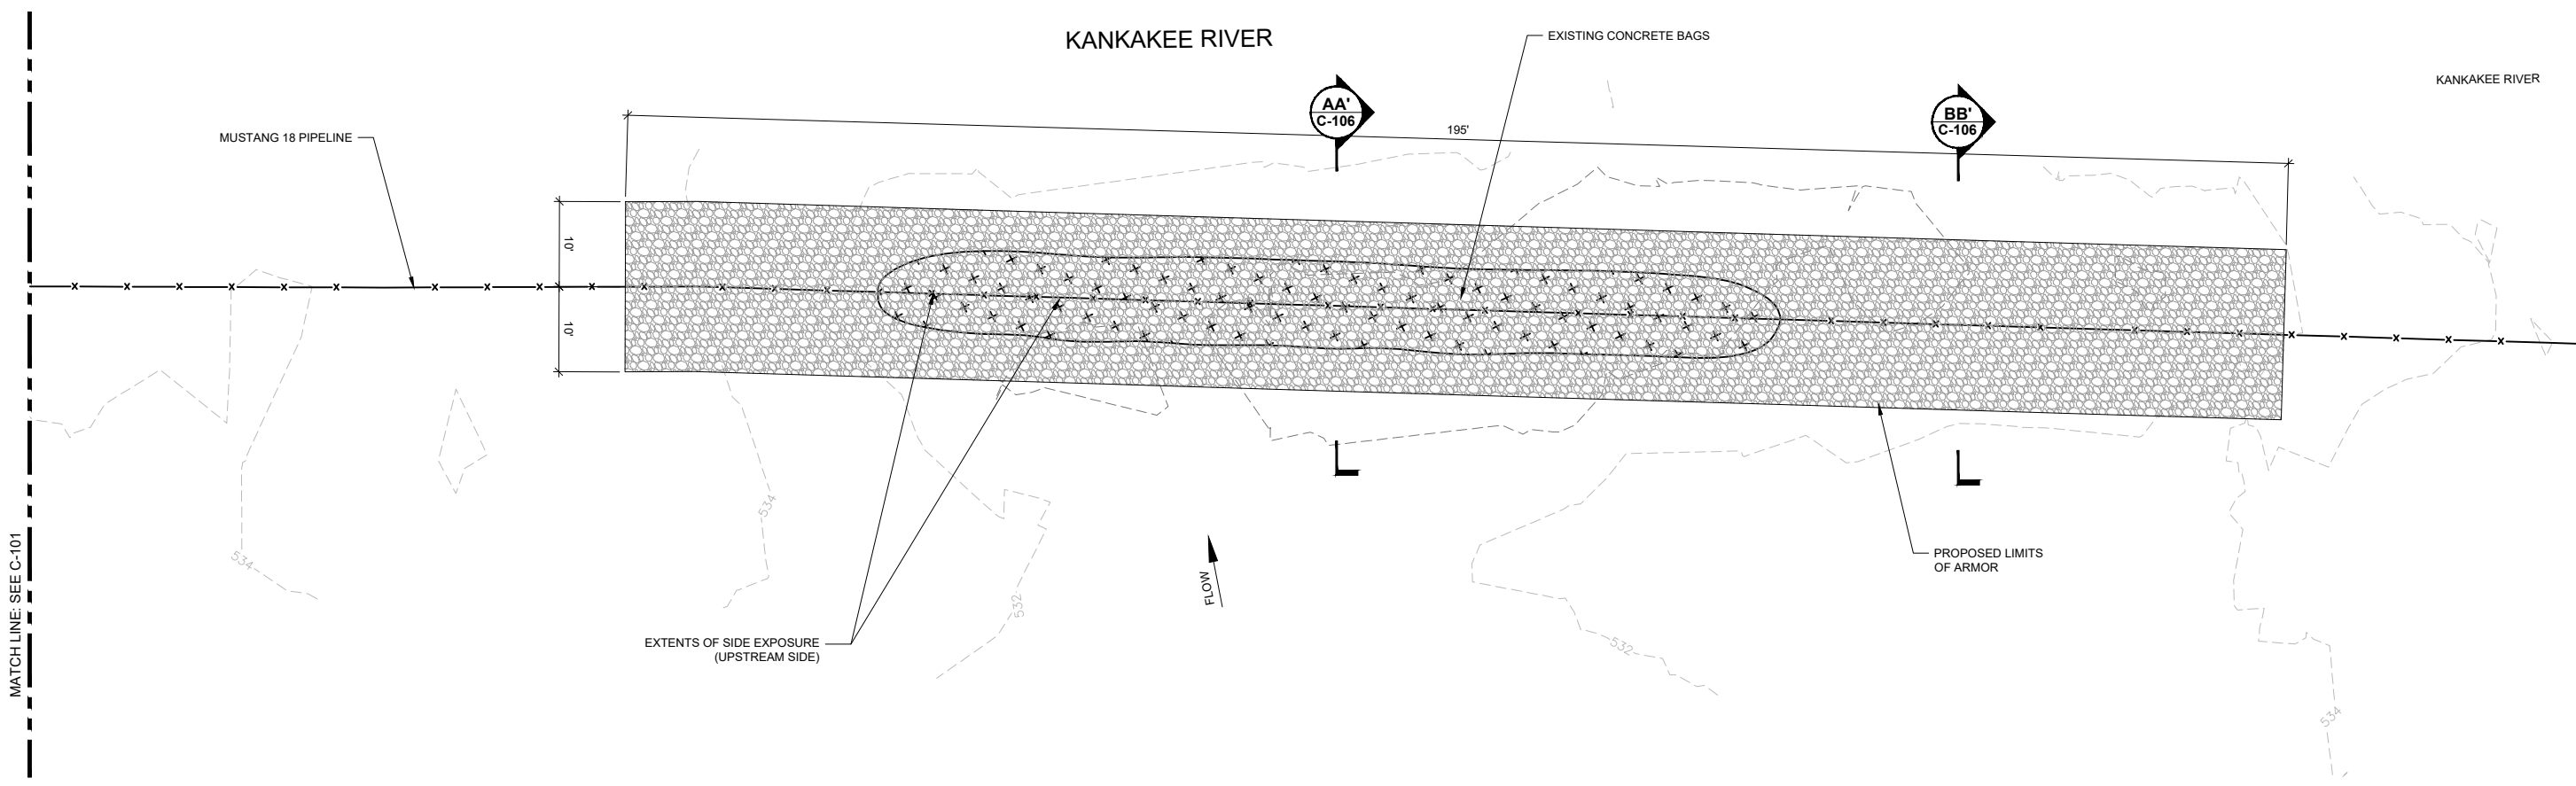 KANKAKEE RIVER
EXISTING CONCRETE BAGS
KANKAKEE RIVER
AA'
C-106
BB'
C-106
195'
MUSTANG 18 PIPELINE
10'
10'
534
534
532
532
534
FLOW
PROPOSED LIMITS
OF ARMOR
EXTENTS OF SIDE EXPOSURE
(UPSTREAM SIDE)
MATCH LINE: SEE C-101